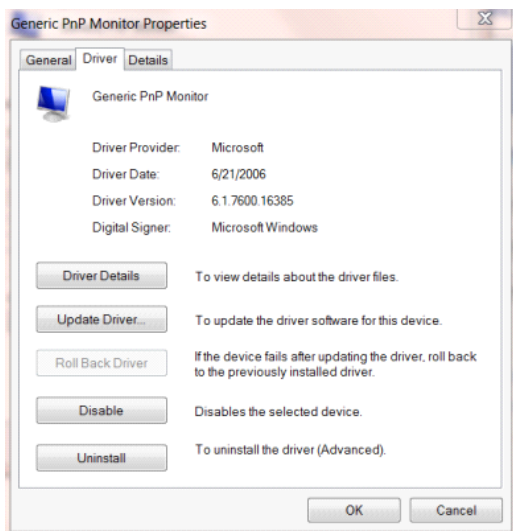 Generic PnP Monitor Properties
General Driver Details
Generic PnP Monitor
Driver Provider: Microsoft
Driver Date: 6/21/2006
Driver Version: 6.1.7600.16385
Digital Signer: Microsoft Windows
Driver Details To view details about the driver files.
Update Driver... To update the driver software for this device.
Roll Back Driver If the device fails after updating the driver, roll back
to the previously installed driver.
Disable Disables the selected device.
Uninstall To uninstall the driver (Advanced).
OK Cancel